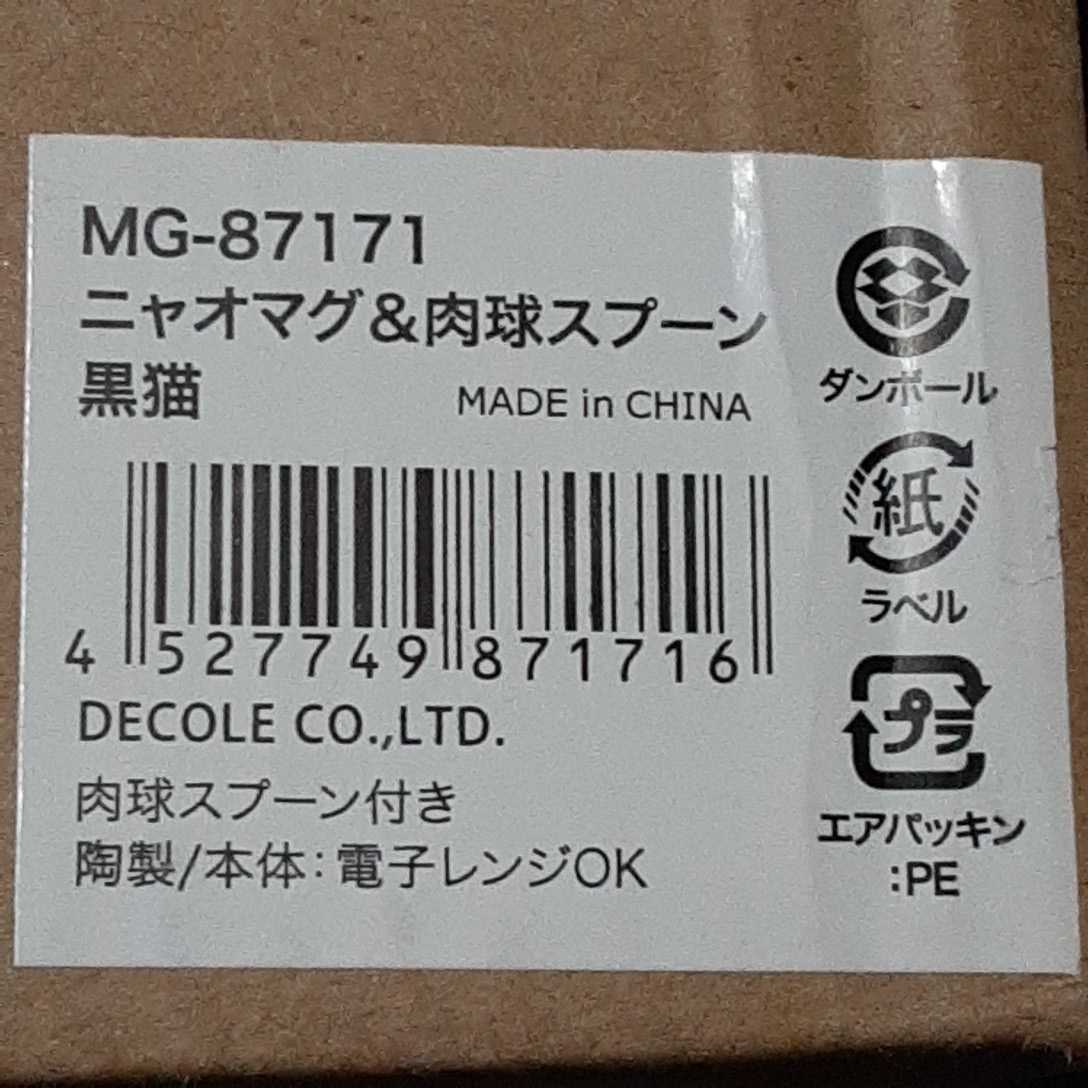 MG-87171
ニャオマグ&肉球スプーン
黒猫
MADE in CHINA
4 527749 871716
DECOLE CO.,LTD.
肉球スプーン付き
陶製/本体:電子レンジOK
ダンボール
紙
ラベル
プラ
エアパッキン
:PE